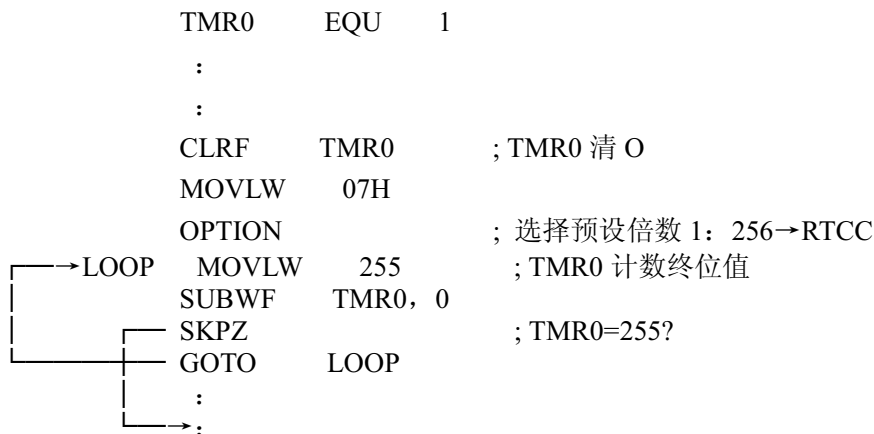 TMR0 EQU 1
:
:
CLRF TMR0 ; TMR0 清 O
MOVLW 07H
OPTION ; 选择预设倍数 1：256→RTCC
LOOP MOVLW 255 ; TMR0 计数终位值
SUBWF TMR0，0
SKPZ ; TMR0=255?
GOTO LOOP
:
: